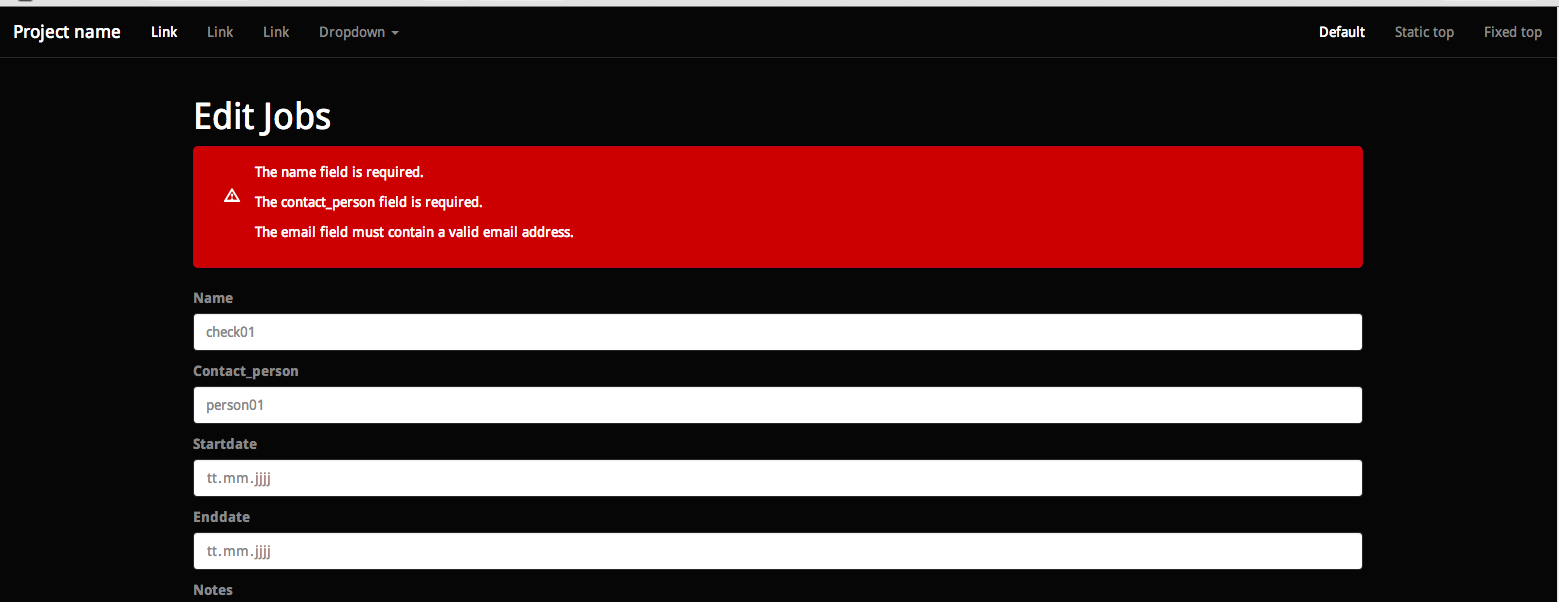 Project name Link Link Link Dropdown Default Static top Fixed top
Edit Jobs
The name field is required.
The contact_person field is required.
The email field must contain a valid email address.
Name
check01
Contact_person
person01
Startdate
tt.mm.jjjj
Enddate
tt.mm.jjjj
Notes